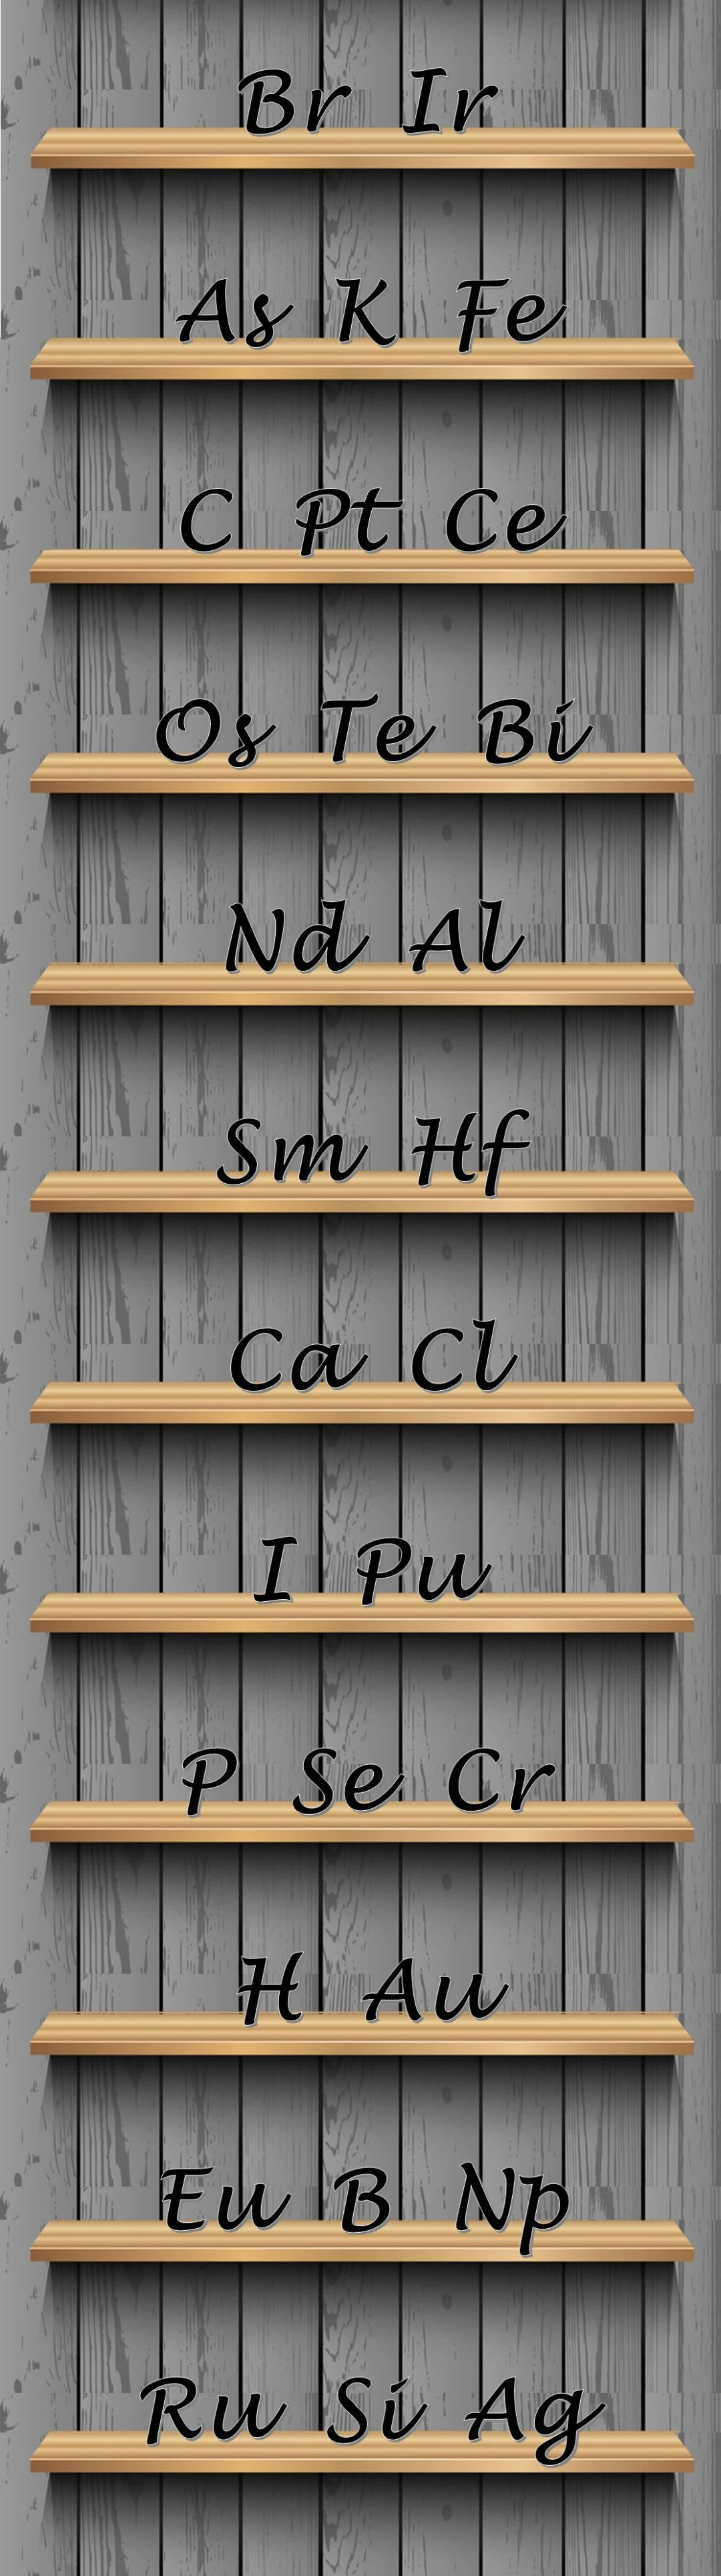 Br Ir
As K Fe
C Pt Ce
Os Te Bi
Nd Al
Sm Hf
Ca Cl
I Pu
P Se Cr
H Au
Eu B Np
Ru Si Ag